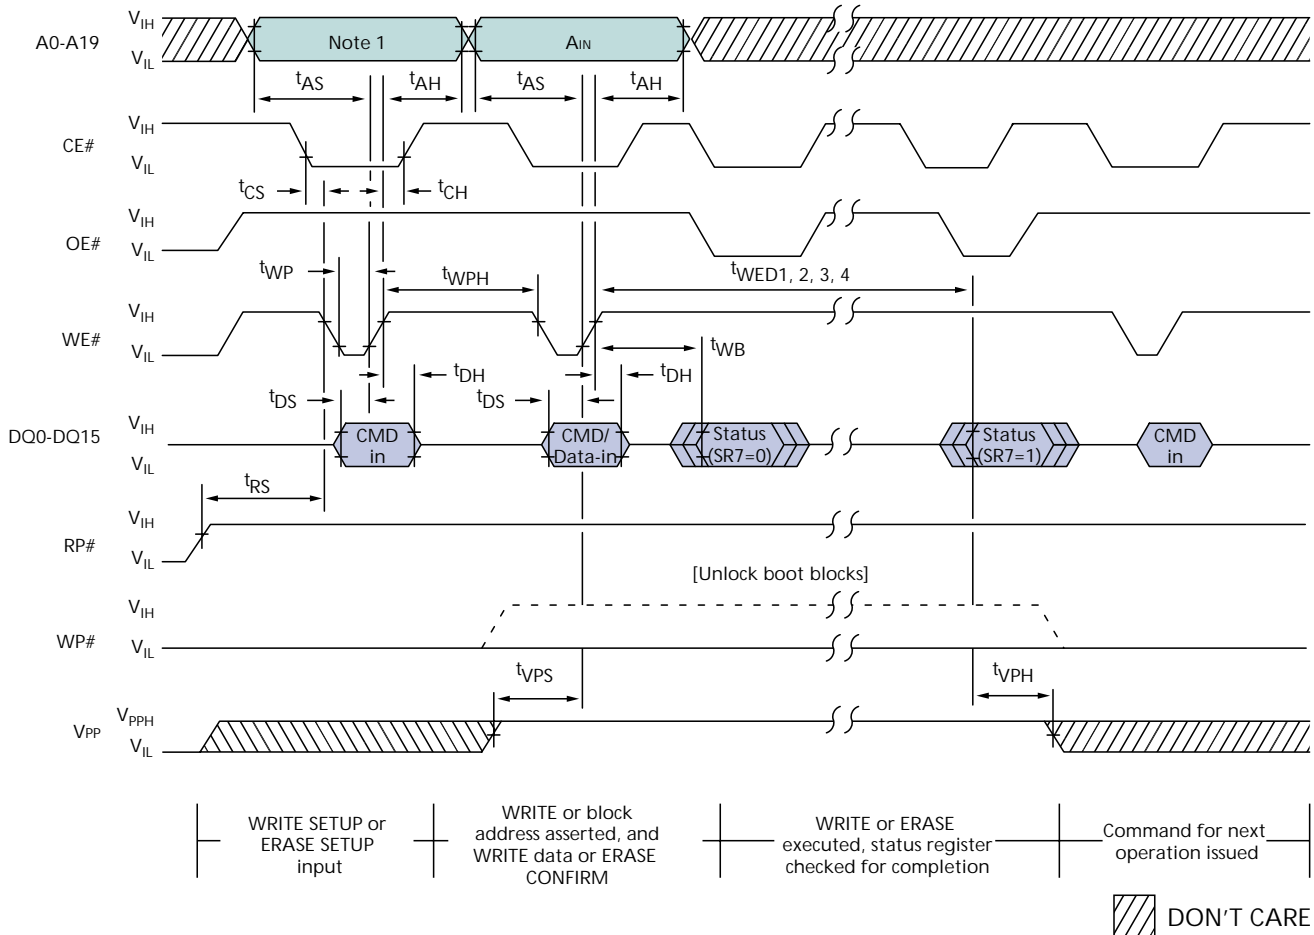 A0-A19
VIH
VIL
Note 1
AIN
tAS
tAH
tAS
tAH
CE#
VIH
VIL
tCS
tCH
OE#
VIH
VIL
tWP
tWPH
tWED1, 2, 3, 4
WE#
VIH
VIL
tWB
tDH
tDH
tDS
tDS
DQ0-DQ15
VIH
VIL
CMD
in
CMD/
Data-in
Status
(SR7=0)
Status
(SR7=1)
CMD
in
tRS
RP#
VIH
VIL
[Unlock boot blocks]
WP#
VIH
VIL
tVPS
tVPH
VPP
VPPH
VIL
WRITE SETUP or
ERASE SETUP
input
WRITE or block
address asserted, and
WRITE data or ERASE
CONFIRM
WRITE or ERASE
executed, status register
checked for completion
Command for next
operation issued
DON'T CARE